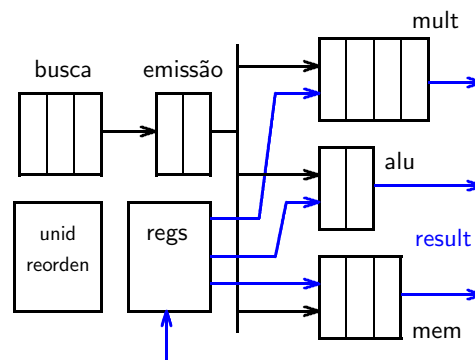 mult
busca
emissão
alu
unid
reorden
regs
result
mem